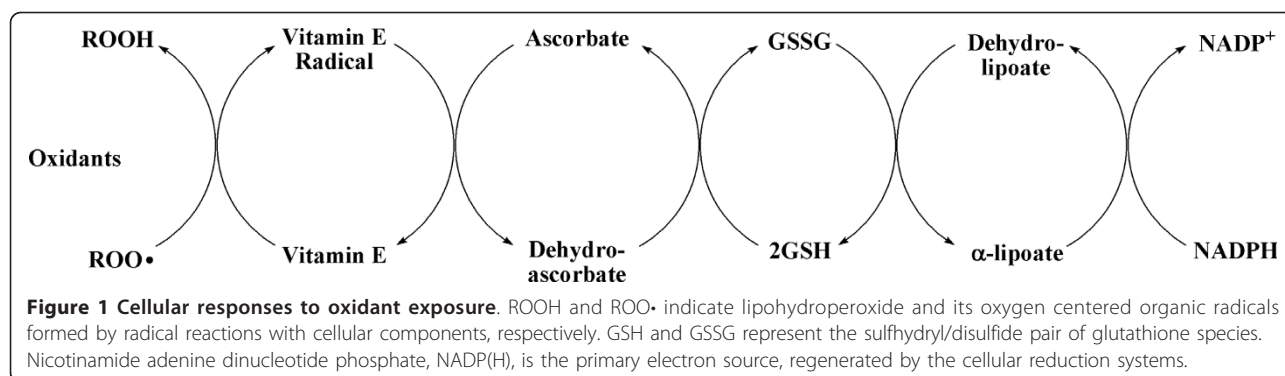 ROOH
Vitamin E
Radical
Ascorbate
GSSG
Dehydro-
lipoate
NADP+
Oxidants
ROO•
Vitamin E
Dehydro-
ascorbate
2GSH
α-lipoate
NADPH
Figure 1 Cellular responses to oxidant exposure. ROOH and ROO• indicate lipohydroperoxide and its oxygen centered organic radicals
formed by radical reactions with cellular components, respectively. GSH and GSSG represent the sulfhydryl/disulfide pair of glutathione species.
Nicotinamide adenine dinucleotide phosphate, NADP(H), is the primary electron source, regenerated by the cellular reduction systems.